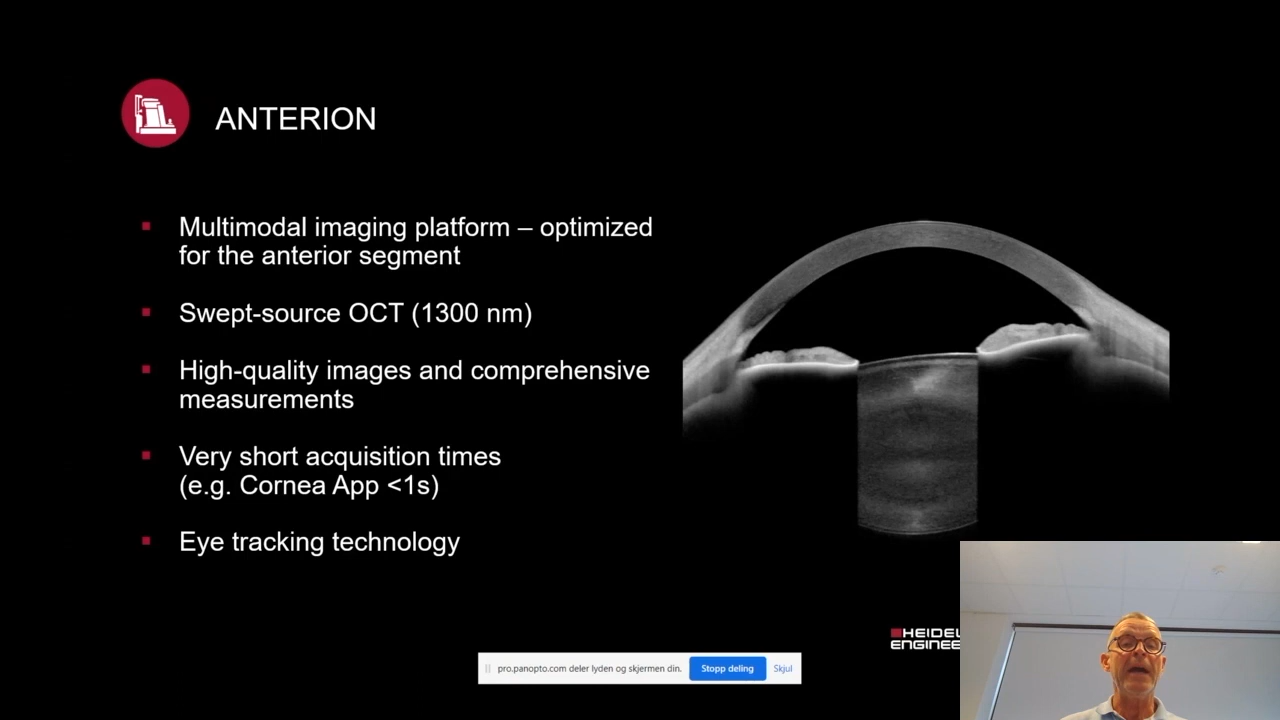 ANTERION
Multimodal imaging platform – optimized
for the anterior segment
Swept-source OCT (1300 nm)
High-quality images and comprehensive
measurements
Very short acquisition times
(e.g. Cornea App <1s)
Eye tracking technology
pro.panopto.com deler lyden og skjermen din.
Stopp deling
Skjul